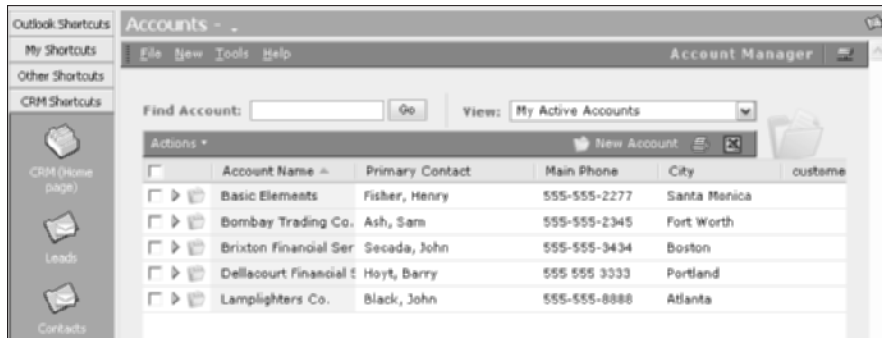 Outlook Shortcuts
My Shortcuts
Other Shortcuts
CRM Shortcuts
CRM (Home
page)
Leads
Contacts
Accounts - .
File New Tools Help Account Manager
Find Account: Go View: My Active Accounts
Actions New Account
Account Name Primary Contact Main Phone City custome
Basic Elements Fisher, Henry 555-555-2277 Santa Monica
Bombay Trading Co. Ash, Sam 555-555-2345 Fort Worth
Brixton Financial Ser Secada, John 555-555-3434 Boston
Dellacourt Financial S Hoyt, Barry 555 555 3333 Portland
Lamplighters Co. Black, John 555-555-8888 Atlanta